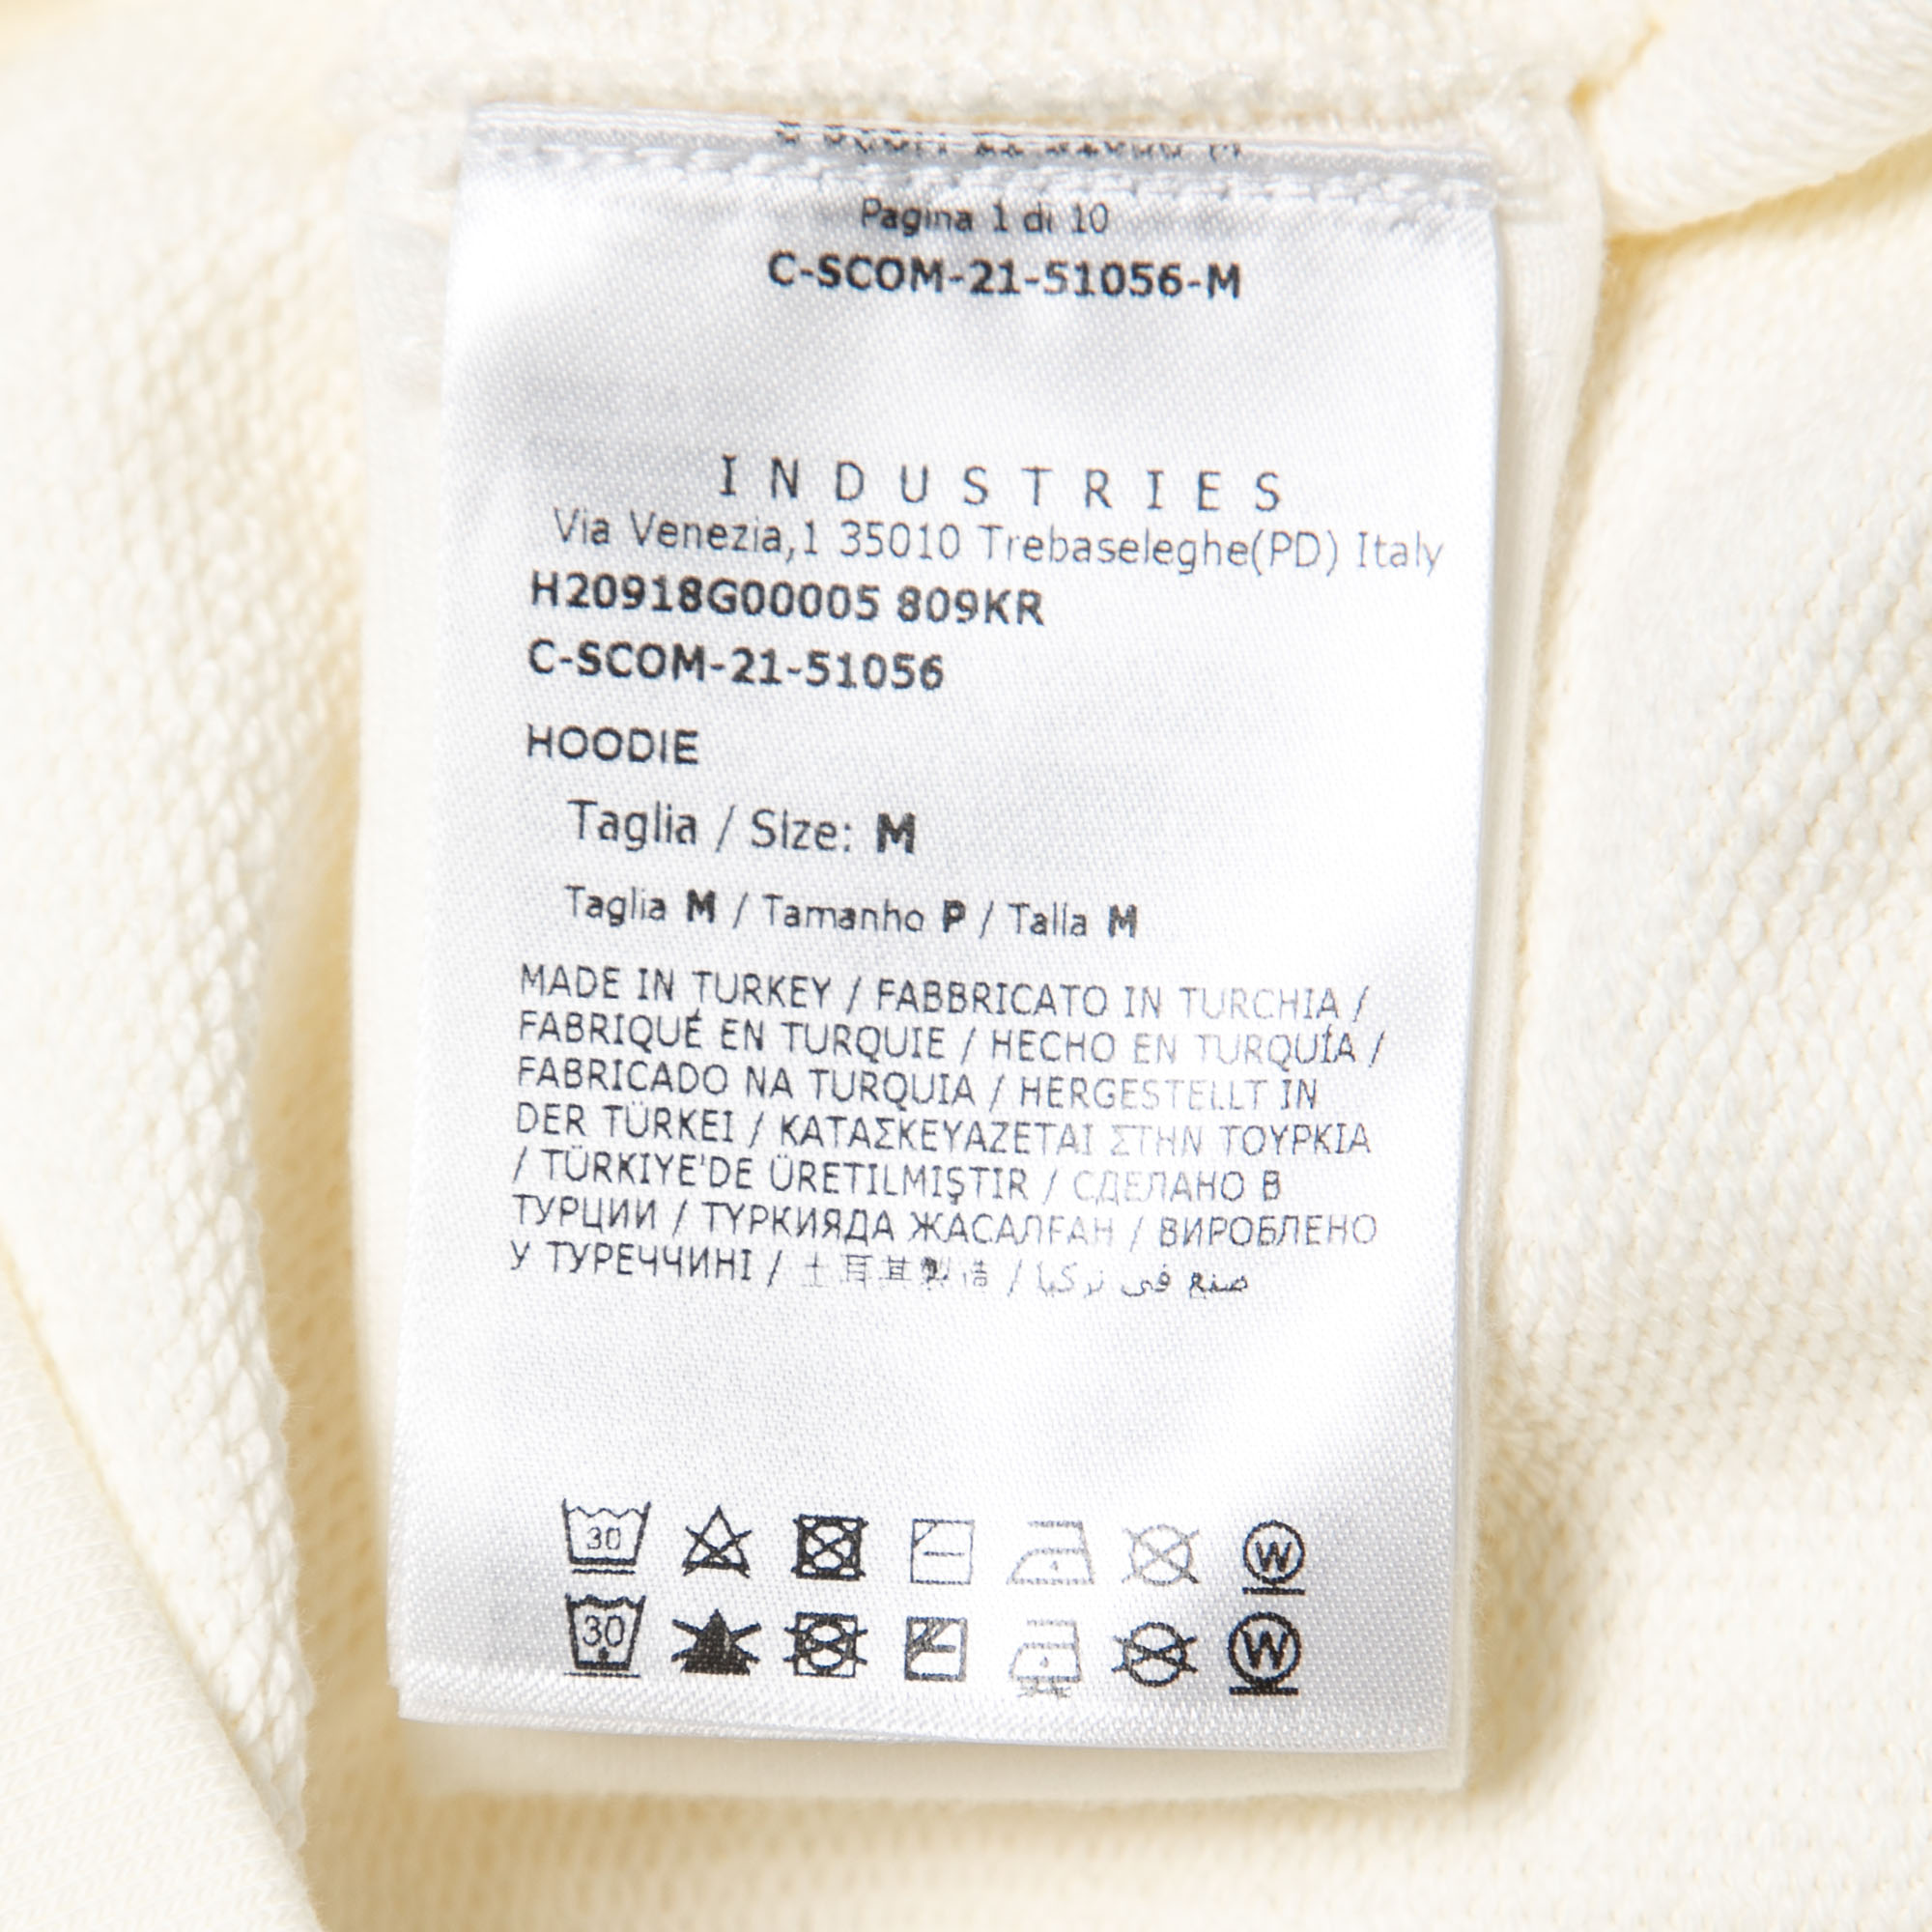 Pagina 1 di 10
C-SCOM-21-51056-M
INDUSTRIES
Via Venezia,1 35010 Trebaseleghe(PD) Italy
H20918G00005 809KR
C-SCOM-21-51056
HOODIE
Taglia / Size: M
Taglia M / Tamanho P / Talla M
MADE IN TURKEY / FABBRICATO IN TURCHIA /
FABRIQUÉ EN TURQUIE / HECHO EN TURQUÍA /
FABRICADO NA TURQUIA / HERGESTELLT IN
DER TÜRKEI / ΚΑΤΑΣΚΕΥΑΖΕΤΑΙ ΣΤΗΝ ΤΟΥΡΚΙΑ
/ TÜRKIYE'DE ÜRETILMIŞTIR / СДЕЛАНО В
ТУРЦИИ / ТҮРКИЯДА ЖАСАЛҒАН / ВИРОБЛЕНО
У ТУРЕЧЧИНІ / 土耳其製造 / صنع في تركيا
30 W
30 W